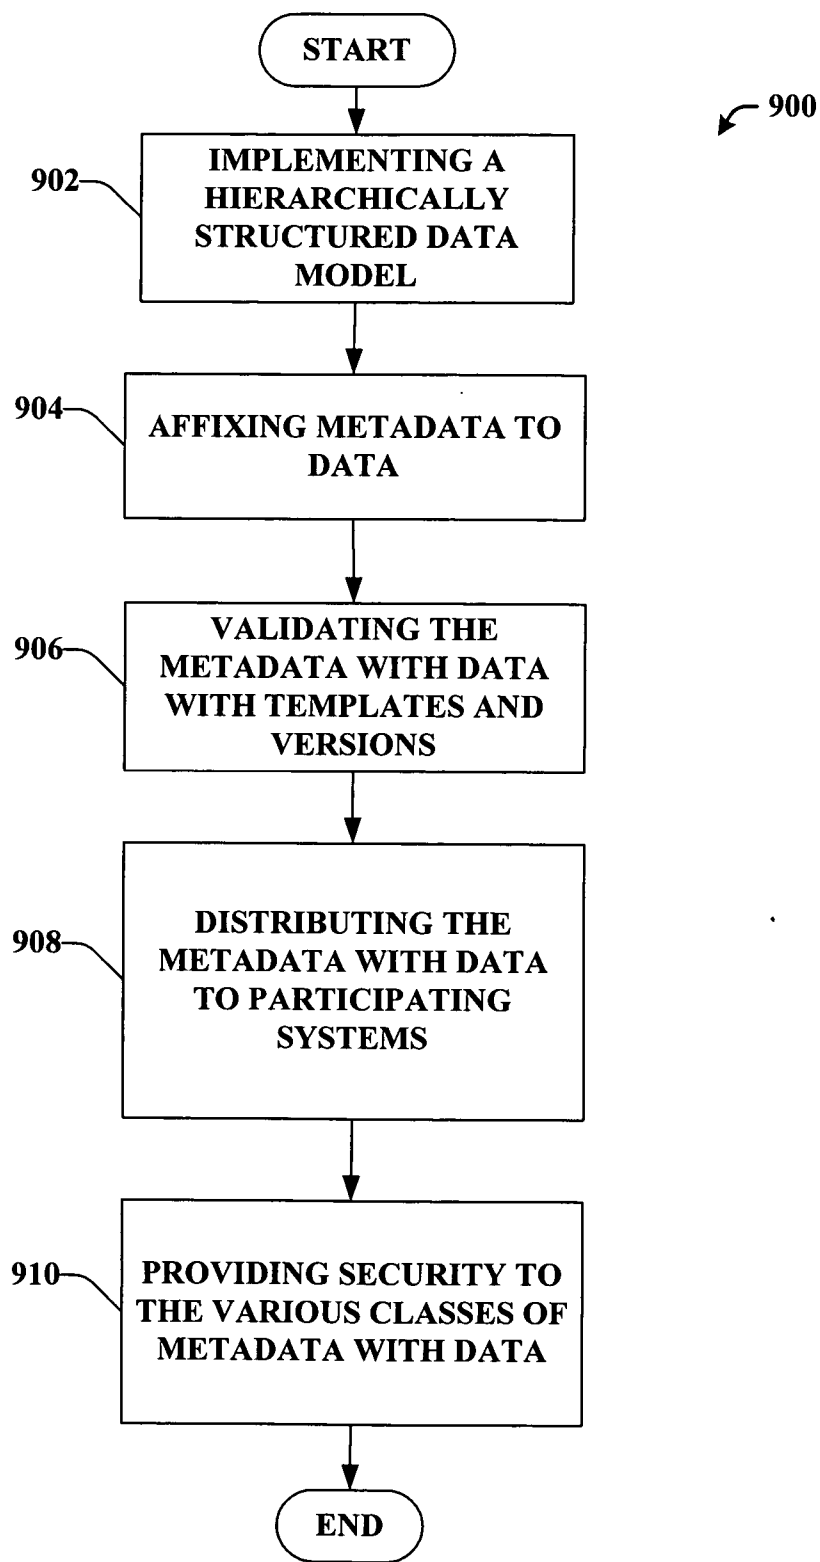 START
900
902
IMPLEMENTING A
HIERARCHICALLY
STRUCTURED DATA
MODEL
904
AFFIXING METADATA TO
DATA
906
VALIDATING THE
METADATA WITH DATA
WITH TEMPLATES AND
VERSIONS
908
DISTRIBUTING THE
METADATA WITH DATA
TO PARTICIPATING
SYSTEMS
910
PROVIDING SECURITY TO
THE VARIOUS CLASSES OF
METADATA WITH DATA
END